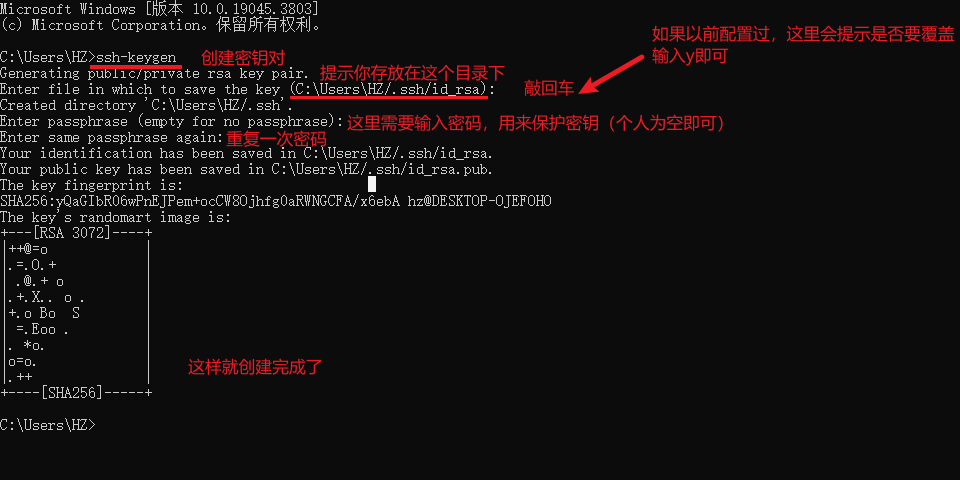 Microsoft Windows [版本 10.0.19045.3803]
(c) Microsoft Corporation。保留所有权利。
如果以前配置过，这里会提示是否要覆盖
输入y即可
C:\Users\HZ>ssh-keygen 创建密钥对
Generating public/private rsa key pair. 提示你存放在这个目录下
Enter file in which to save the key (C:\Users\HZ/.ssh/id_rsa): 敲回车
Created directory 'C:\Users\HZ/.ssh'.
Enter passphrase (empty for no passphrase): 这里需要输入密码，用来保护密钥（个人为空即可）
Enter same passphrase again: 重复一次密码
Your identification has been saved in C:\Users\HZ/.ssh/id_rsa.
Your public key has been saved in C:\Users\HZ/.ssh/id_rsa.pub.
The key fingerprint is:
SHA256:yQaGIbR06wPnEJPem+ocCW8Ojhfg0aRWNGCFA/x6ebA hz@DESKTOP-OJEFOHO
The key's randomart image is:
+---[RSA 3072]----+
|++@=o            |
|.=.O.+           |
| .@.+ o          |
|.+.X.. o .       |
|+.o Bo  S        |
| =.Eoo .         |
|. *o.            |
|o=o.             |
|.++              |
+----[SHA256]-----+
这样就创建完成了
C:\Users\HZ>